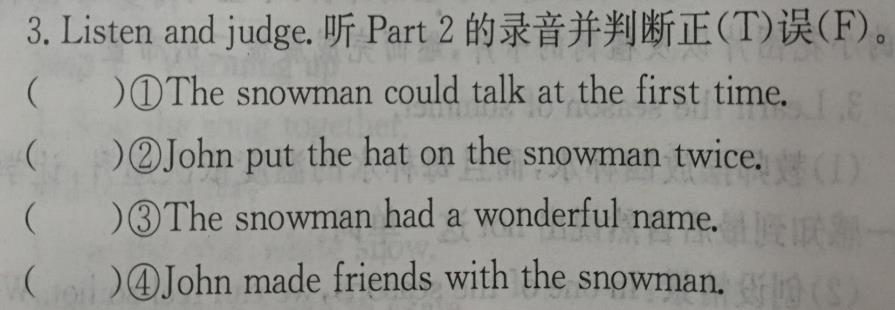 3. Listen and judge. 听 Part 2 的录音并判断正(T)误(F)。
(    )①The snowman could talk at the first time.
(    )②John put the hat on the snowman twice.
(    )③The snowman had a wonderful name.
(    )④John made friends with the snowman.